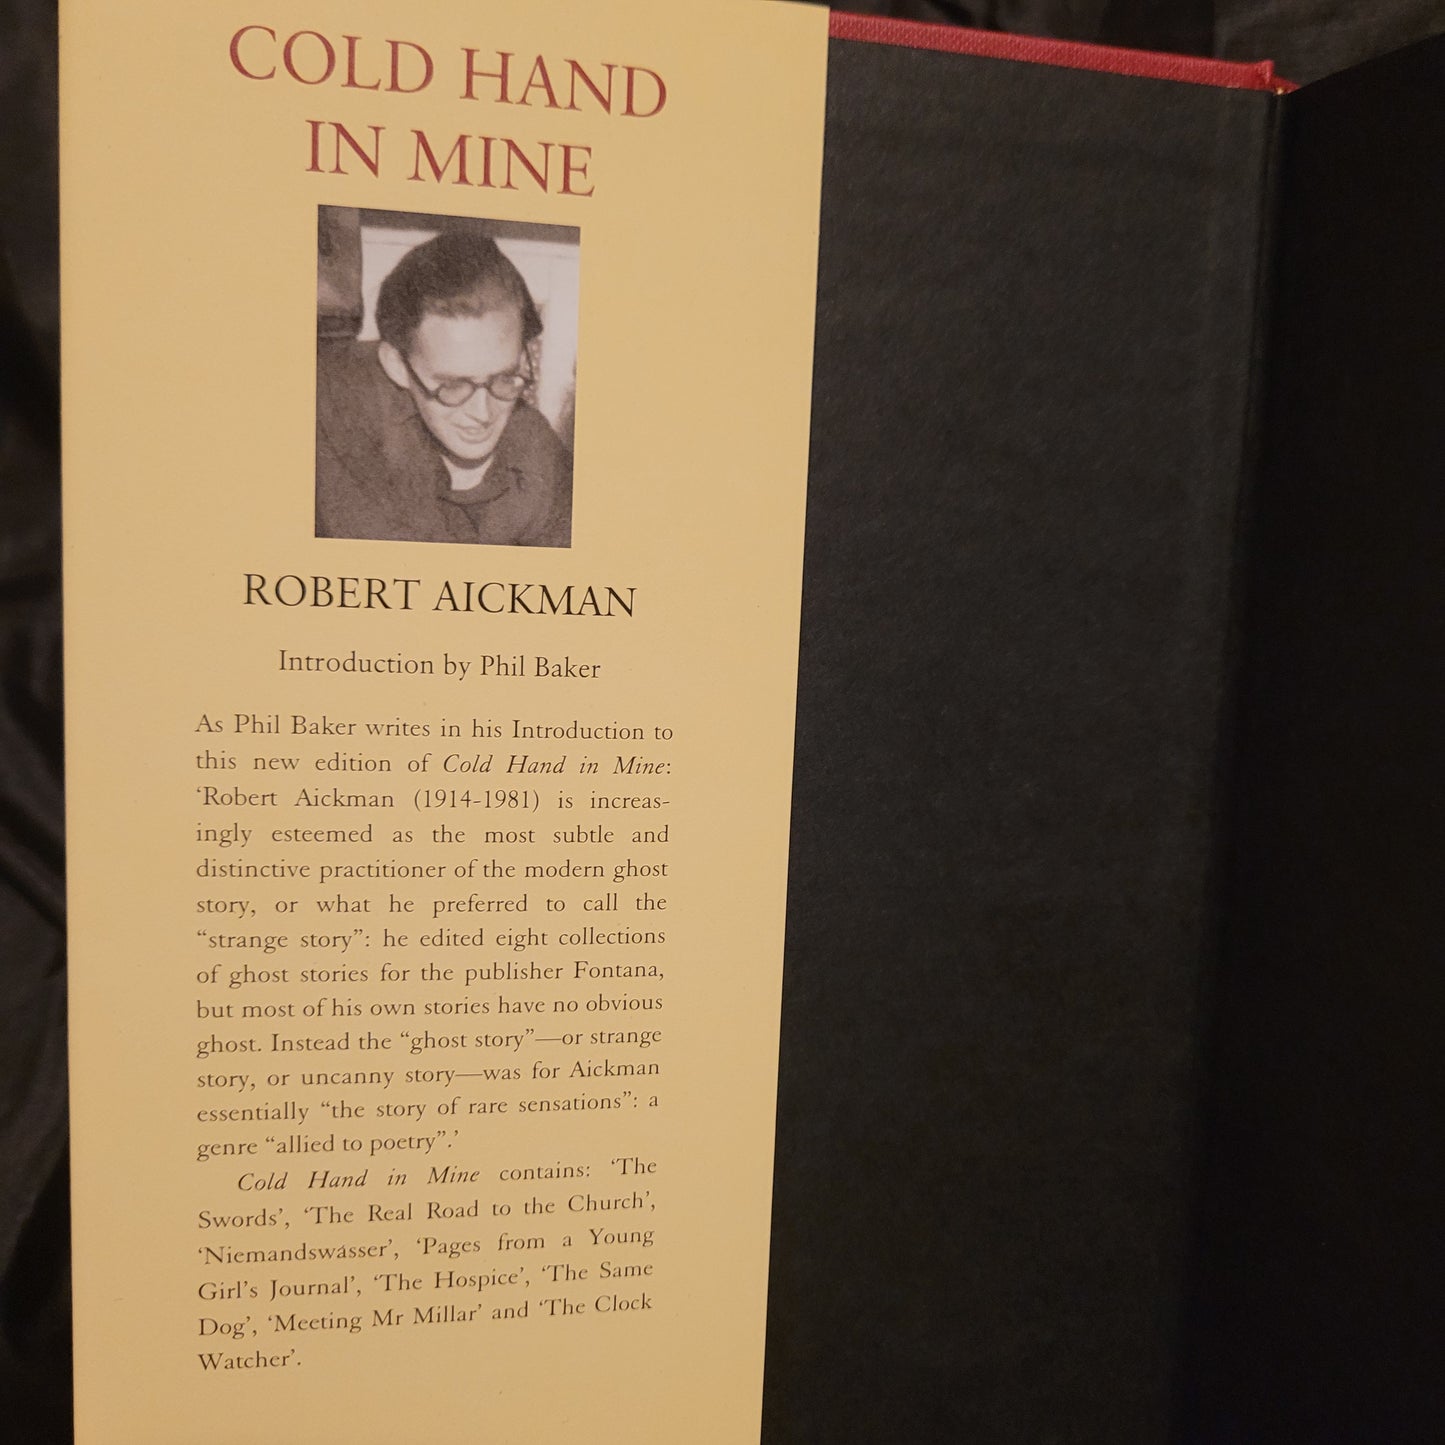 COLD HAND
IN MINE
ROBERT AICKMAN
Introduction by Phil Baker
As Phil Baker writes in his Introduction to
this new edition of Cold Hand in Mine:
‘Robert Aickman (1914-1981) is increas-
ingly esteemed as the most subtle and
distinctive practitioner of the modern ghost
story, or what he preferred to call the
“strange story”: he edited eight collections
of ghost stories for the publisher Fontana,
but most of his own stories have no obvious
ghost. Instead the “ghost story”—or strange
story, or uncanny story—was for Aickman
essentially “the story of rare sensations”: a
genre “allied to poetry”.’
Cold Hand in Mine contains: ‘The
Swords’, ‘The Real Road to the Church’,
‘Niemandswásser’, ‘Pages from a Young
Girl’s Journal’, ‘The Hospice’, ‘The Same
Dog’, ‘Meeting Mr Millar’ and ‘The Clock
Watcher’.